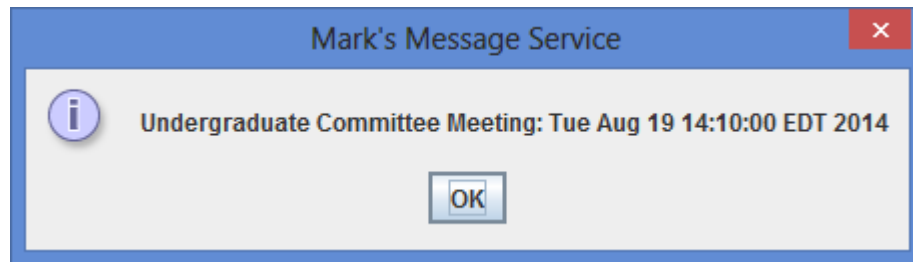 Mark's Message Service
Undergraduate Committee Meeting: Tue Aug 19 14:10:00 EDT 2014
OK